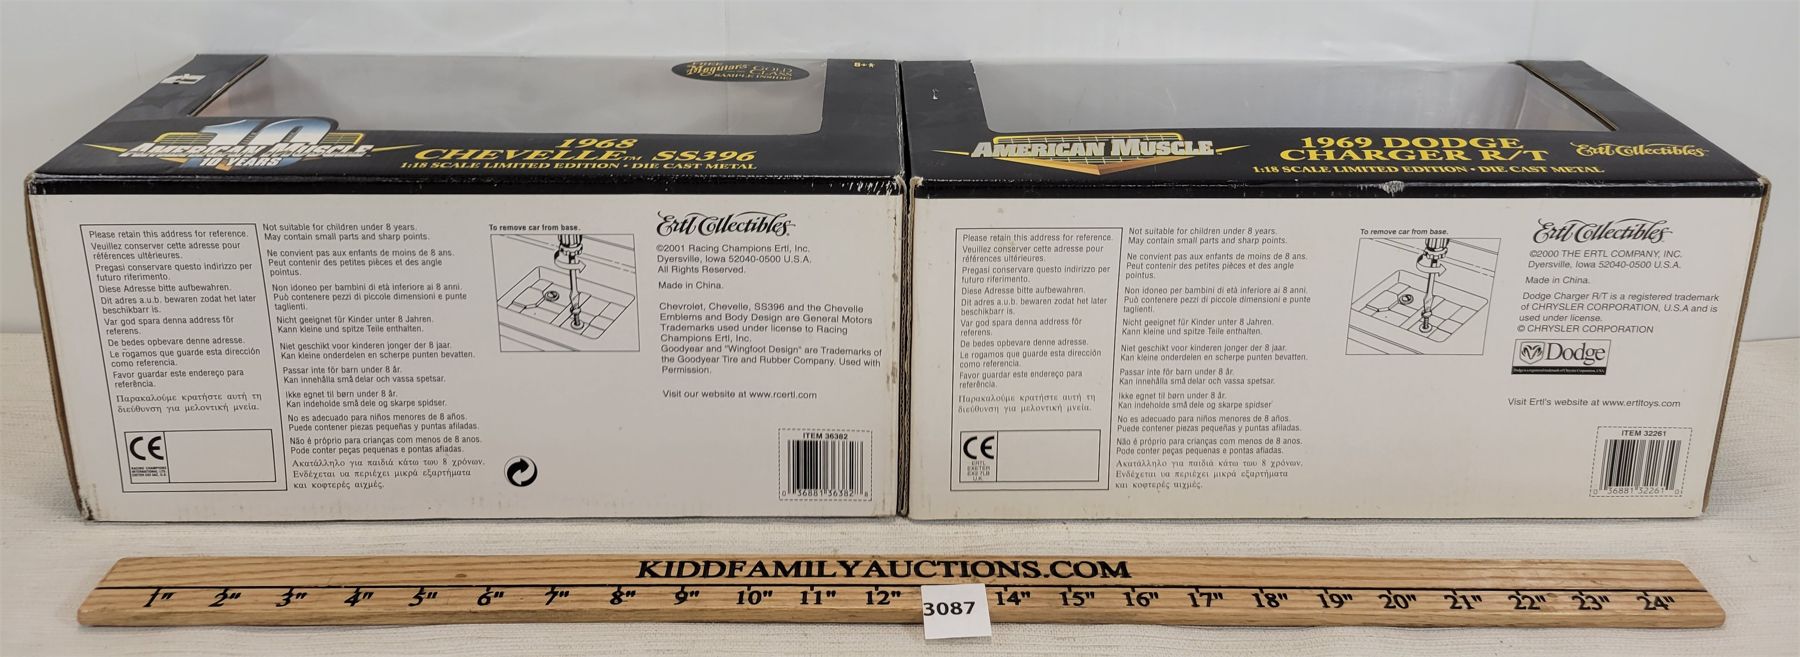 FREE
Meguiar's GOLD
CLASS
SAMPLE INSIDE!
8+
10
AMERICAN MUSCLE
10 YEARS
1968
CHEVELLE™ SS396
1:18 SCALE LIMITED EDITION • DIE CAST METAL
Please retain this address for reference.
Veuillez conserver cette adresse pour
références ultérieures.
Pregasi conservare questo indirizzo per
futuro riferimento.
Diese Adresse bitte aufbewahren.
Dit adres a.u.b. bewaren zodat het later
beschikbar is.
Var god spara denna address för
referens.
De bedes opbevare denne adresse.
Le rogamos que guarde esta dirección
como referencia.
Favor guardar este endereço para
referência.
Παρακαλούμε κρατήστε αυτή τη
διεύθυνση για μελοντική μνεία.
CE
Not suitable for children under 8 years.
May contain small parts and sharp points.
Ne convient pas aux enfants de moins de 8 ans.
Peut contenir des petites pièces et des angle
pointus.
Non idoneo per bambini di età inferiore ai 8 anni.
Può contenere pezzi di piccole dimensioni e punte
taglienti.
Nicht geeignet für Kinder unter 8 Jahren.
Kann kleine und spitze Teile enthalten.
Niet geschikt voor kinderen jonger der 8 jaar.
Kan kleine onderdelen en scherpe punten bevatten.
Passar inte för barn under 8 år.
Kan innehålla små delar och vassa spetsar.
Ikke egnet til børn under 8 år.
Kan indeholde små dele og skarpe spidser.
No es adecuado para niños menores de 8 años.
Puede contener piezas pequeñas y puntas afiladas.
Não é próprio para crianças com menos de 8 anos.
Pode conter peças pequenas e pontas afiadas.
Ακατάλληλο για παιδιά κάτω του 8 χρόνων.
Ενδέχεται να περιέχει μικρά εξαρτήματα
και κοφτερές αιχμές.
To remove car from base.
Ertl Collectibles
©2001 Racing Champions Ertl, Inc.
Dyersville, Iowa 52040-0500 U.S.A.
All Rights Reserved.
Made in China.
Chevrolet, Chevelle, SS396 and the Chevelle
Emblems and Body Design are General Motors
Trademarks used under license to Racing
Champions Ertl, Inc.
Goodyear and "Wingfoot Design" are Trademarks of
the Goodyear Tire and Rubber Company. Used with
Permission.
Visit our website at www.rcertl.com
ITEM 36382
0 36881 36382 8
AMERICAN MUSCLE
1969 DODGE
CHARGER R/T
1:18 SCALE LIMITED EDITION • DIE CAST METAL
Ertl Collectibles
Please retain this address for reference.
Veuillez conserver cette adresse pour
références ultérieures.
Pregasi conservare questo indirizzo per
futuro riferimento.
Diese Adresse bitte aufbewahren.
Dit adres a.u.b. bewaren zodat het later
beschikbaar is.
Var god spara denna address för
referens.
De bedes opbevare denne adresse.
Le rogamos que guarde esta dirección
como referencia.
Favor guardar este endereço para
referência.
Παρακαλούμε κρατήστε αυτή τη
διεύθυνση για μελοντική μνεία.
CE
ERTL
EXETER
EX2 7LB
U.K.
Not suitable for children under 8 years.
May contain small parts and sharp points.
Ne convient pas aux enfants de moins de 8 ans.
Peut contenir des petites pièces et des angle
pointus.
Non idoneo per bambini di età inferiore ai 8 anni.
Può contenere pezzi di piccole dimensioni e punte
taglienti.
Nicht geeignet für Kinder unter 8 Jahren.
Kann kleine und spitze Teile enthalten.
Niet geschikt voor kinderen jonger der 8 jaar.
Kan kleine onderdelen en scherpe punten bevatten.
Passar inte för barn under 8 år.
Kan innehålla små delar och vassa spetsar.
Ikke egnet til børn under 8 år.
Kan indeholde små dele og skarpe spidser
No es adecuado para niños menores de 8 años.
Puede contener piezas pequeñas y puntas afiladas.
Não é próprio para crianças com menos de 8 anos.
Pode conter peças pequenas e pontas afiadas.
Ακατάλληλο για παιδιά κάτω του 8 χρόνων.
Ενδέχεται να περιέχει μικρά εξαρτήματα
και κοφτερές αιχμές.
To remove car from base.
Ertl Collectibles
©2000 THE ERTL COMPANY, INC.
Dyersville, Iowa 52040-0500 U.S.A.
Made in China.
Dodge Charger R/T is a registered trademark
of CHRYSLER CORPORATION, U.S.A and is
used under license.
© CHRYSLER CORPORATION
Dodge
Dodge is a registered trademark of Chrysler Corporation, USA
Visit Ertl's website at www.ertltoys.com
ITEM 32261
0 36881 32261 0
KIDDFAMILYAUCTIONS.COM
1" 2" 3" 4" 5" 6" 7" 8" 9" 10" 11" 12" 14" 15" 16" 17" 18" 19" 20" 21" 22" 23" 24"
3087